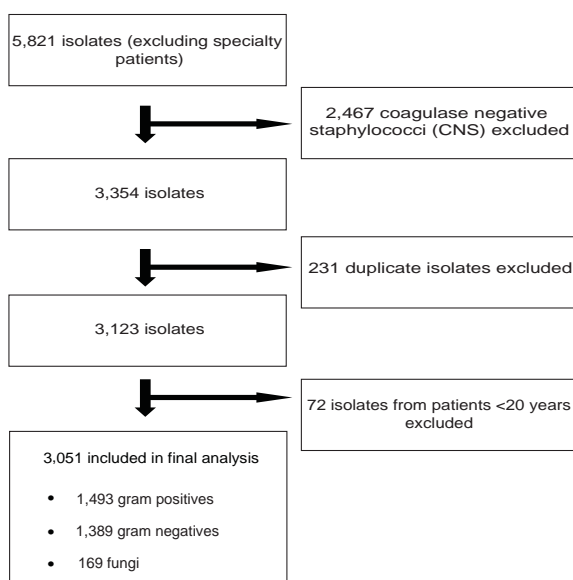 5,821 isolates (excluding specialty
patients)
2,467 coagulase negative
staphylococci (CNS) excluded
3,354 isolates
231 duplicate isolates excluded
3,123 isolates
72 isolates from patients <20 years
excluded
3,051 included in final analysis
• 1,493 gram positives
• 1,389 gram negatives
• 169 fungi